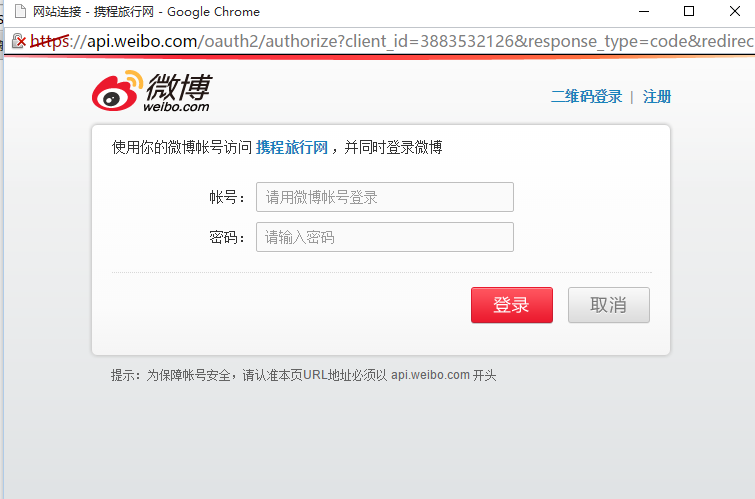 网站连接 - 携程旅行网 - Google Chrome
https://api.weibo.com/oauth2/authorize?client_id=3883532126&response_type=code&redirec
微博
weibo.com
二维码登录 | 注册
使用你的微博帐号访问 携程旅行网 ，并同时登录微博
帐号： 请用微博帐号登录
密码： 请输入密码
登录 取消
提示：为保障帐号安全，请认准本页URL地址必须以 api.weibo.com 开头